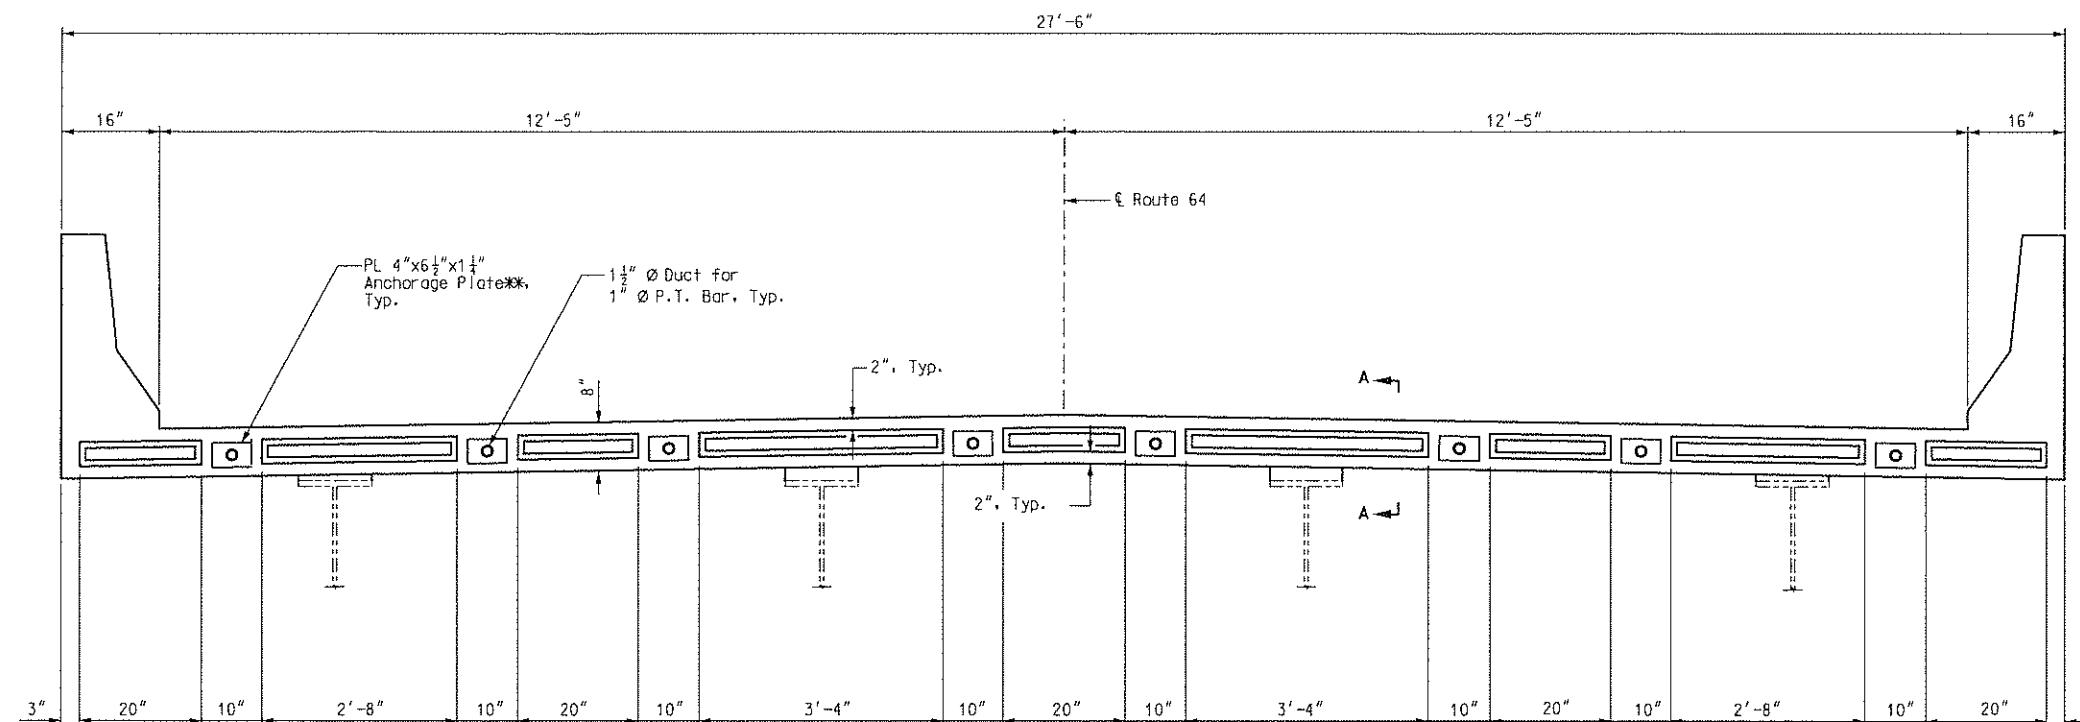 27'-6"
16"
12'-5"
12'-5"
16"
℄ Route 64
PL 4"x6½"x1¼"
Anchorage Plate**,
Typ.
1½" Ø Duct for
1" Ø P.T. Bar, Typ.
8"
2", Typ.
A
2", Typ.
A
3"
20"
10"
2'-8"
10"
20"
10"
3'-4"
10"
20"
10"
3'-4"
10"
20"
10"
2'-8"
10"
20"